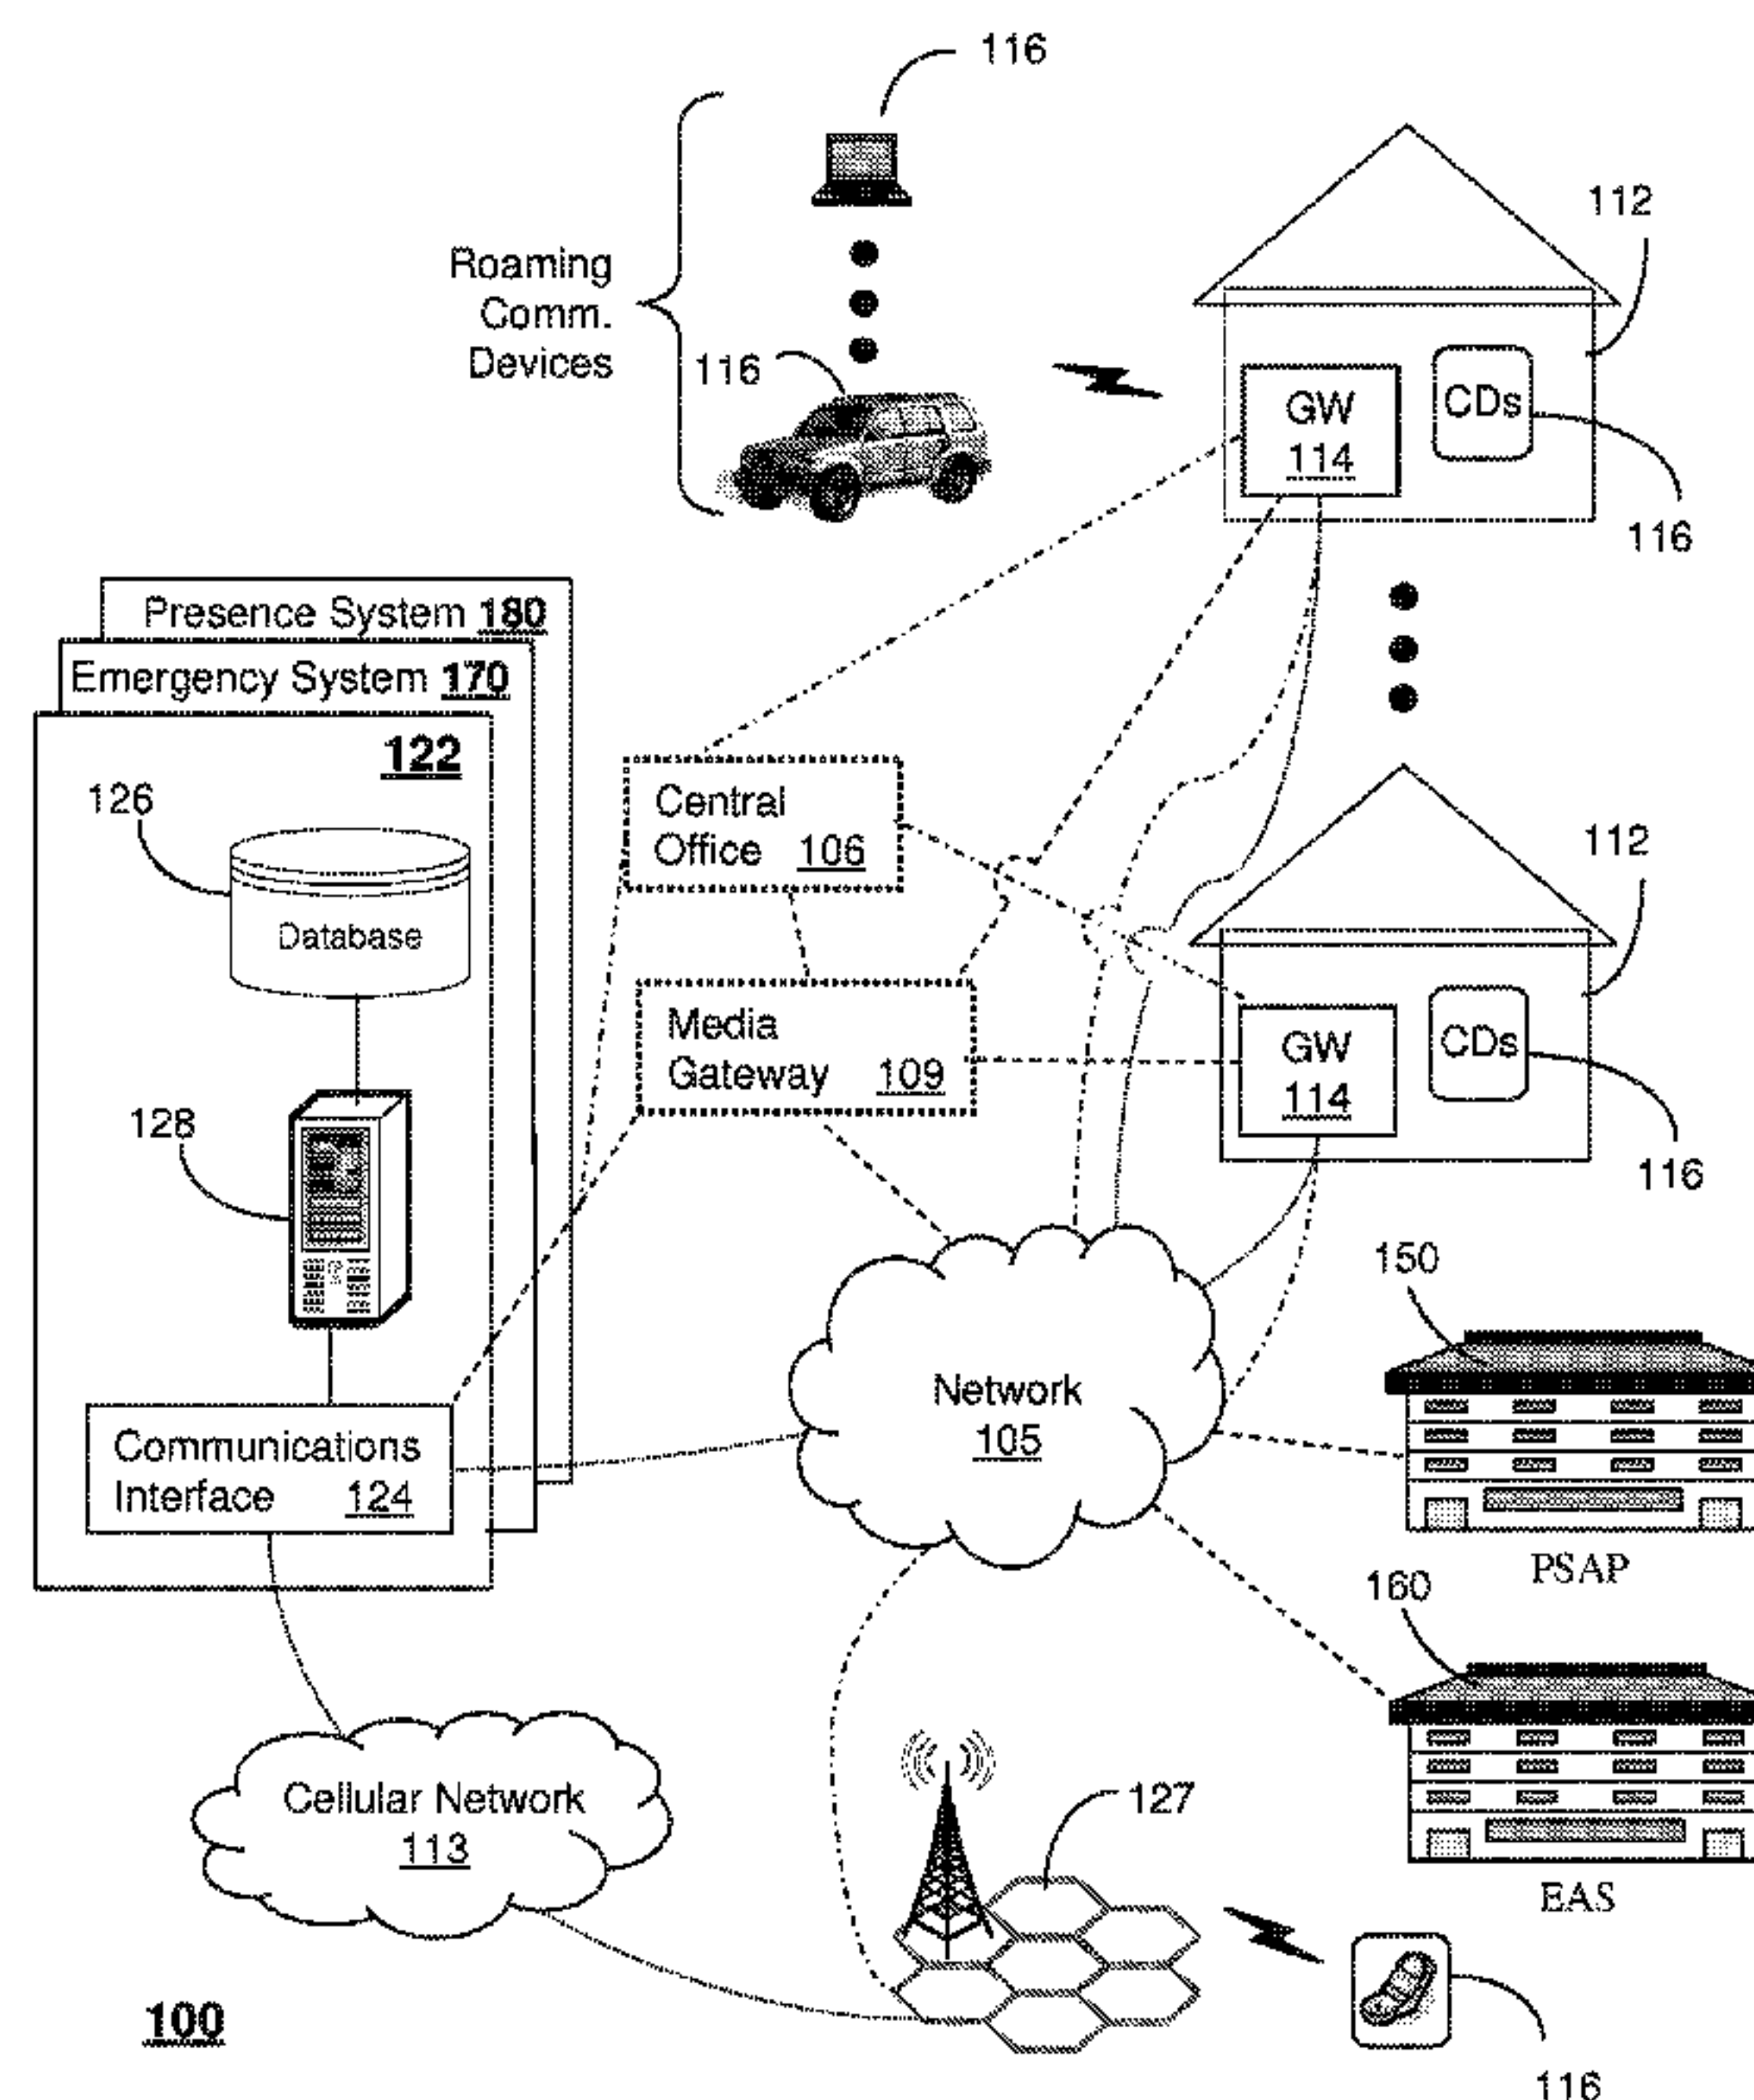 116
Roaming
Comm.
Devices
116
112
GW
114
CDs
116
Presence System 180
Emergency System 170
122
126
Database
128
Communications
Interface 124
Central
Office 106
Media
Gateway 109
112
GW
114
CDs
116
Network
105
150
PSAP
160
EAS
Cellular Network
113
127
116
100